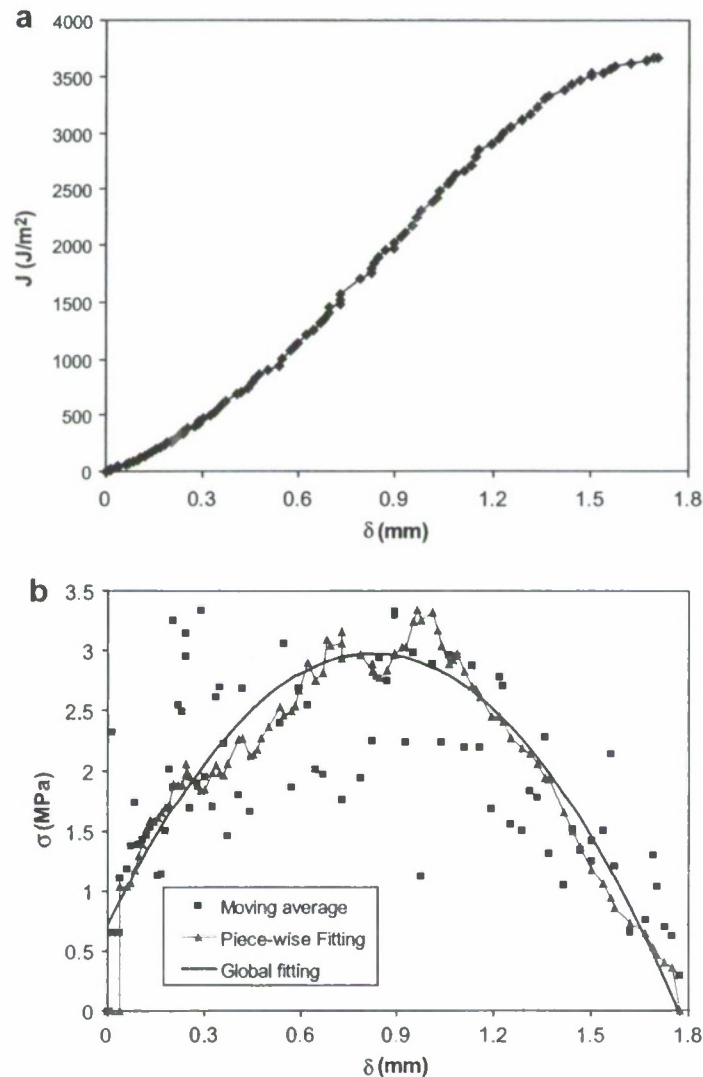 a
4000
3500
3000
2500
2000
1500
1000
500
0
J (J/m²)
0 0.3 0.6 0.9 1.2 1.5 1.8
δ (mm)
b
3.5
3
2.5
2
1.5
1
0.5
0
σ (MPa)
Moving average
Piece-wise Fitting
Global fitting
0 0.3 0.6 0.9 1.2 1.5 1.8
δ (mm)